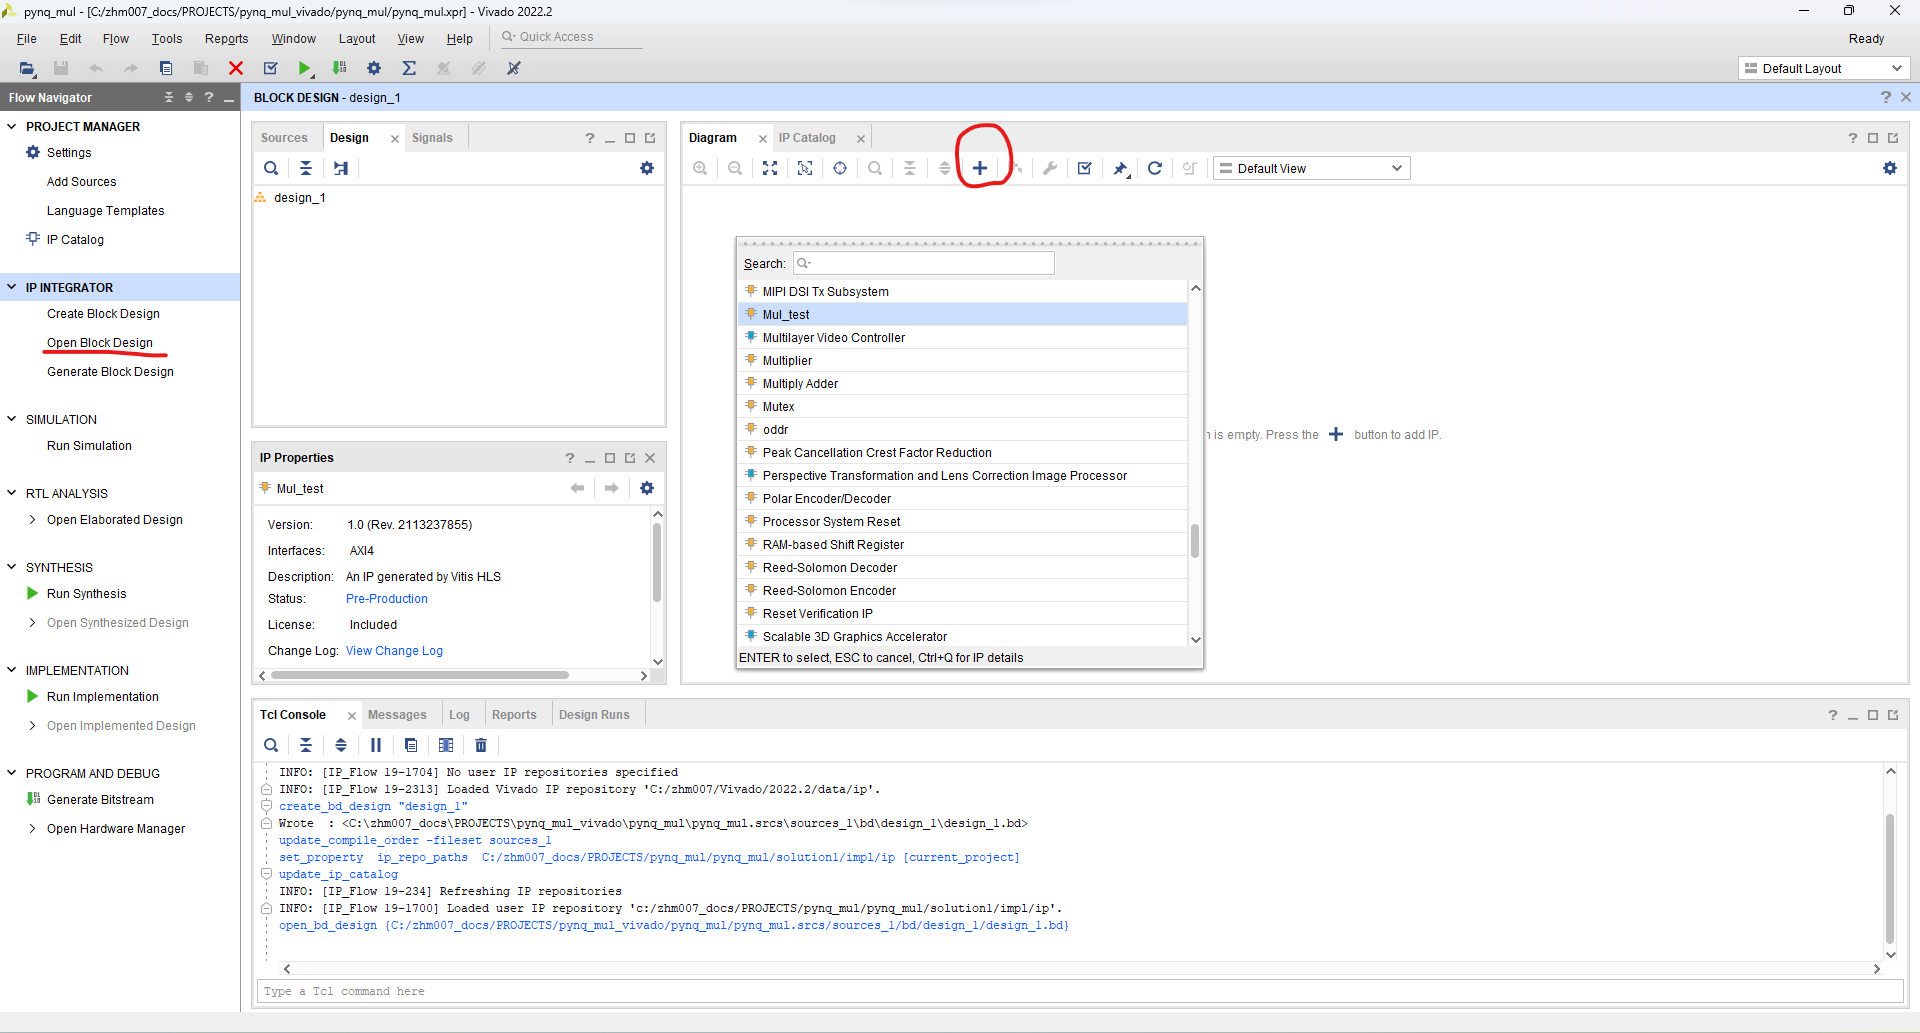 pynq_mul - [C:/zhm007_docs/PROJECTS/pynq_mul_vivado/pynq_mul/pynq_mul.xpr] - Vivado 2022.2
File Edit Flow Tools Reports Window Layout View Help Quick Access
Ready
Default Layout
Flow Navigator
PROJECT MANAGER
Settings
Add Sources
Language Templates
IP Catalog
IP INTEGRATOR
Create Block Design
Open Block Design
Generate Block Design
SIMULATION
Run Simulation
RTL ANALYSIS
Open Elaborated Design
SYNTHESIS
Run Synthesis
Open Synthesized Design
IMPLEMENTATION
Run Implementation
Open Implemented Design
PROGRAM AND DEBUG
Generate Bitstream
Open Hardware Manager
BLOCK DESIGN - design_1
Sources Design Signals
design_1
IP Properties
Mul_test
Version: 1.0 (Rev. 2113237855)
Interfaces: AXI4
Description: An IP generated by Vitis HLS
Status: Pre-Production
License: Included
Change Log: View Change Log
Diagram IP Catalog
Default View
Search:
MIPI DSI Tx Subsystem
Mul_test
Multilayer Video Controller
Multiplier
Multiply Adder
Mutex
oddr
Peak Cancellation Crest Factor Reduction
Perspective Transformation and Lens Correction Image Processor
Polar Encoder/Decoder
Processor System Reset
RAM-based Shift Register
Reed-Solomon Decoder
Reed-Solomon Encoder
Reset Verification IP
Scalable 3D Graphics Accelerator
ENTER to select, ESC to cancel, Ctrl+Q for IP details
is empty. Press the + button to add IP.
Tcl Console Messages Log Reports Design Runs
INFO: [IP_Flow 19-1704] No user IP repositories specified
INFO: [IP_Flow 19-2313] Loaded Vivado IP repository 'C:/zhm007/Vivado/2022.2/data/ip'.
create_bd_design "design_1"
Wrote : <C:\zhm007_docs\PROJECTS\pynq_mul_vivado\pynq_mul\pynq_mul.srcs\sources_1\bd\design_1\design_1.bd>
update_compile_order -fileset sources_1
set_property ip_repo_paths C:/zhm007_docs/PROJECTS/pynq_mul/pynq_mul/solution1/impl/ip [current_project]
update_ip_catalog
INFO: [IP_Flow 19-234] Refreshing IP repositories
INFO: [IP_Flow 19-1700] Loaded user IP repository 'c:/zhm007_docs/PROJECTS/pynq_mul/pynq_mul/solution1/impl/ip'.
open_bd_design {C:/zhm007_docs/PROJECTS/pynq_mul_vivado/pynq_mul/pynq_mul.srcs/sources_1/bd/design_1/design_1.bd}
Type a Tcl command here